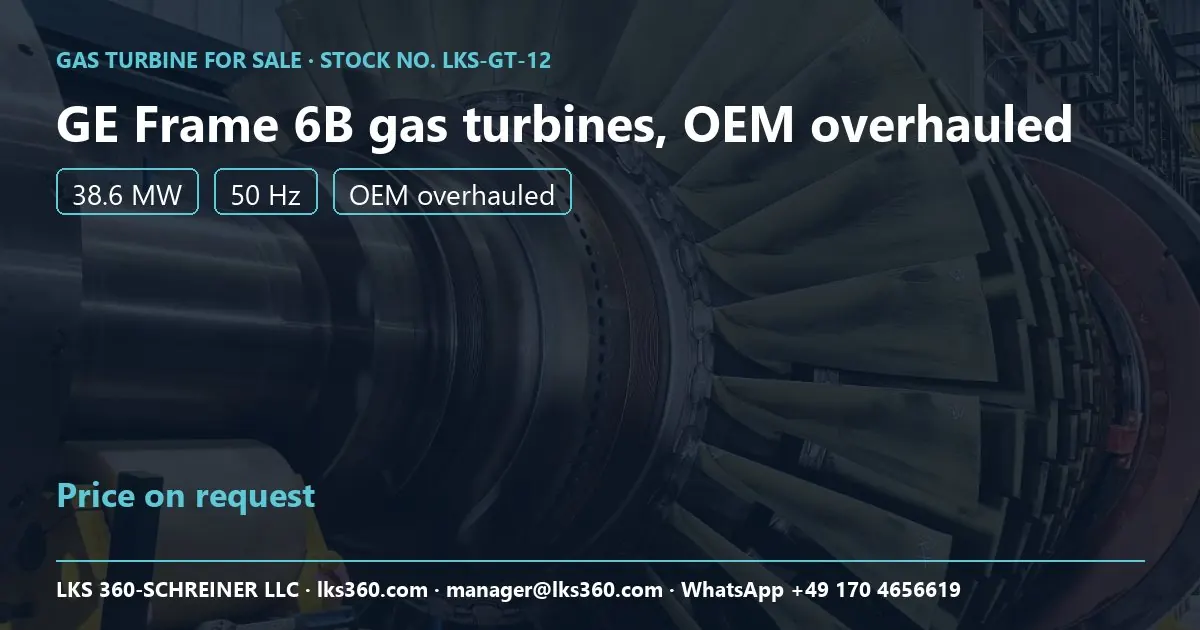 GAS TURBINE FOR SALE · STOCK NO. LKS-GT-12
GE Frame 6B gas turbines, OEM overhauled
38.6 MW 50 Hz OEM overhauled
Price on request
LKS 360-SCHREINER LLC · lks360.com · manager@lks360.com · WhatsApp +49 170 4656619